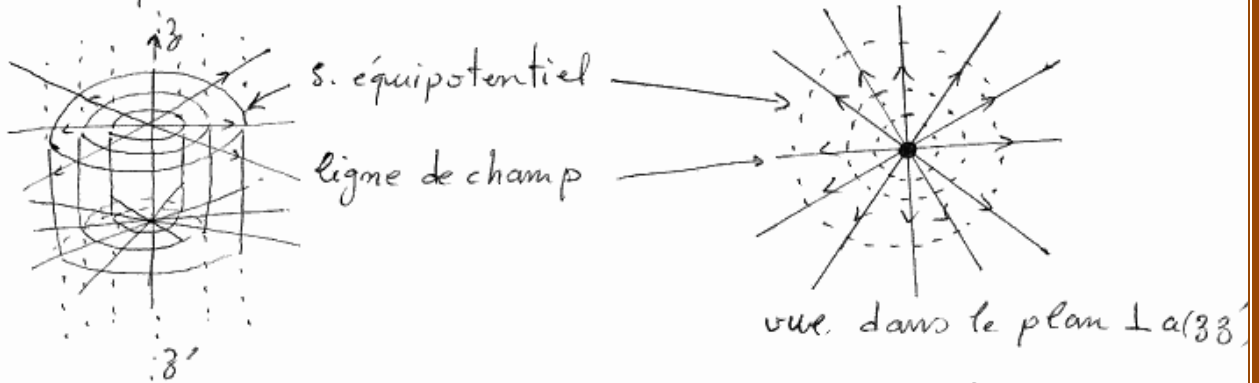 z
s. équipotentiel
ligne de champ
vue dans le plan ⊥ a (zz'
z'